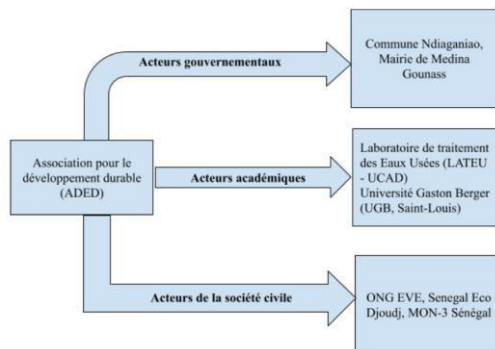 Association pour le
développement durable
(ADED)
Acteurs gouvernementaux
Commune Ndiaganiao,
Mairie de Medina
Gounass
Acteurs académiques
Laboratoire de traitement
des Eaux Usées (LATEU
- UCAD)
Université Gaston Berger
(UGB, Saint-Louis)
Acteurs de la société civile
ONG EVE, Senegal Eco
Djoudj, MON-3 Sénégal